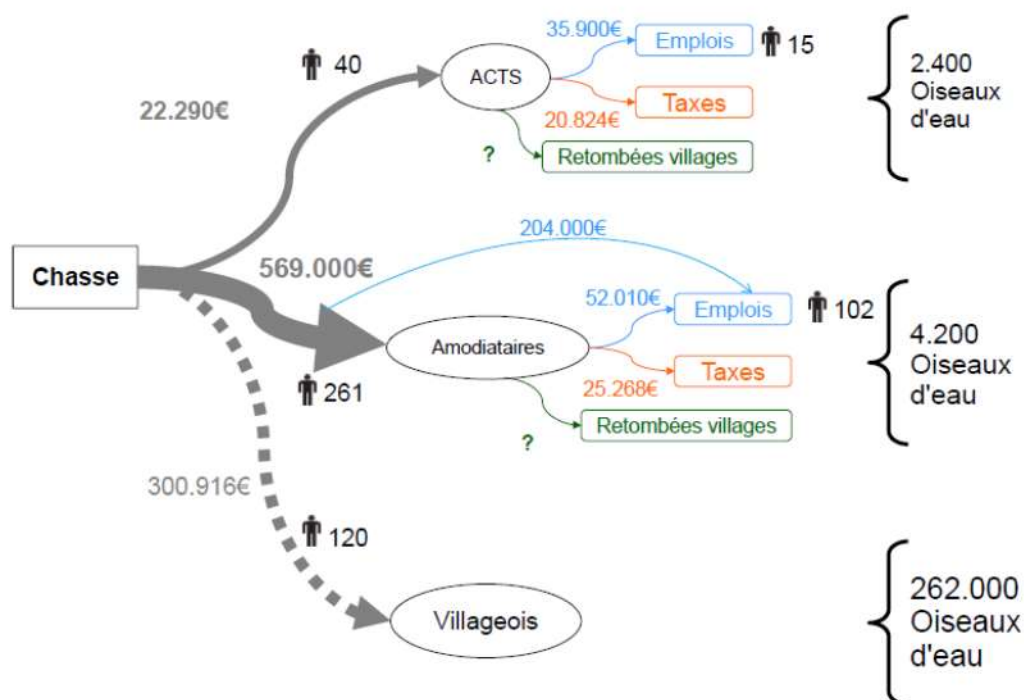 35.900€
Emplois
15
40
ACTS
2.400
Oiseaux
d'eau
22.290€
Taxes
20.824€
?
Retombées villages
204.000€
Chasse
569.000€
52.010€
Emplois
102
4.200
Oiseaux
d'eau
Amodiataires
Taxes
25.268€
261
Retombées villages
?
300.916€
120
262.000
Oiseaux
d'eau
Villageois